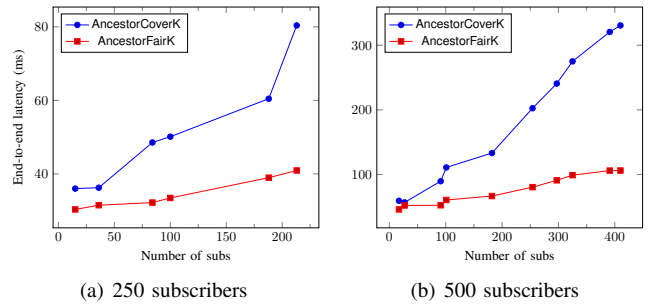 AncestorCoverK
AncestorFairK
80
60
40
0
50
100
150
200
End-to-end latency (ms)
Number of subs
(a) 250 subscribers
AncestorCoverK
AncestorFairK
500
300
200
100
0
100
200
300
400
Number of subs
(b) 500 subscribers